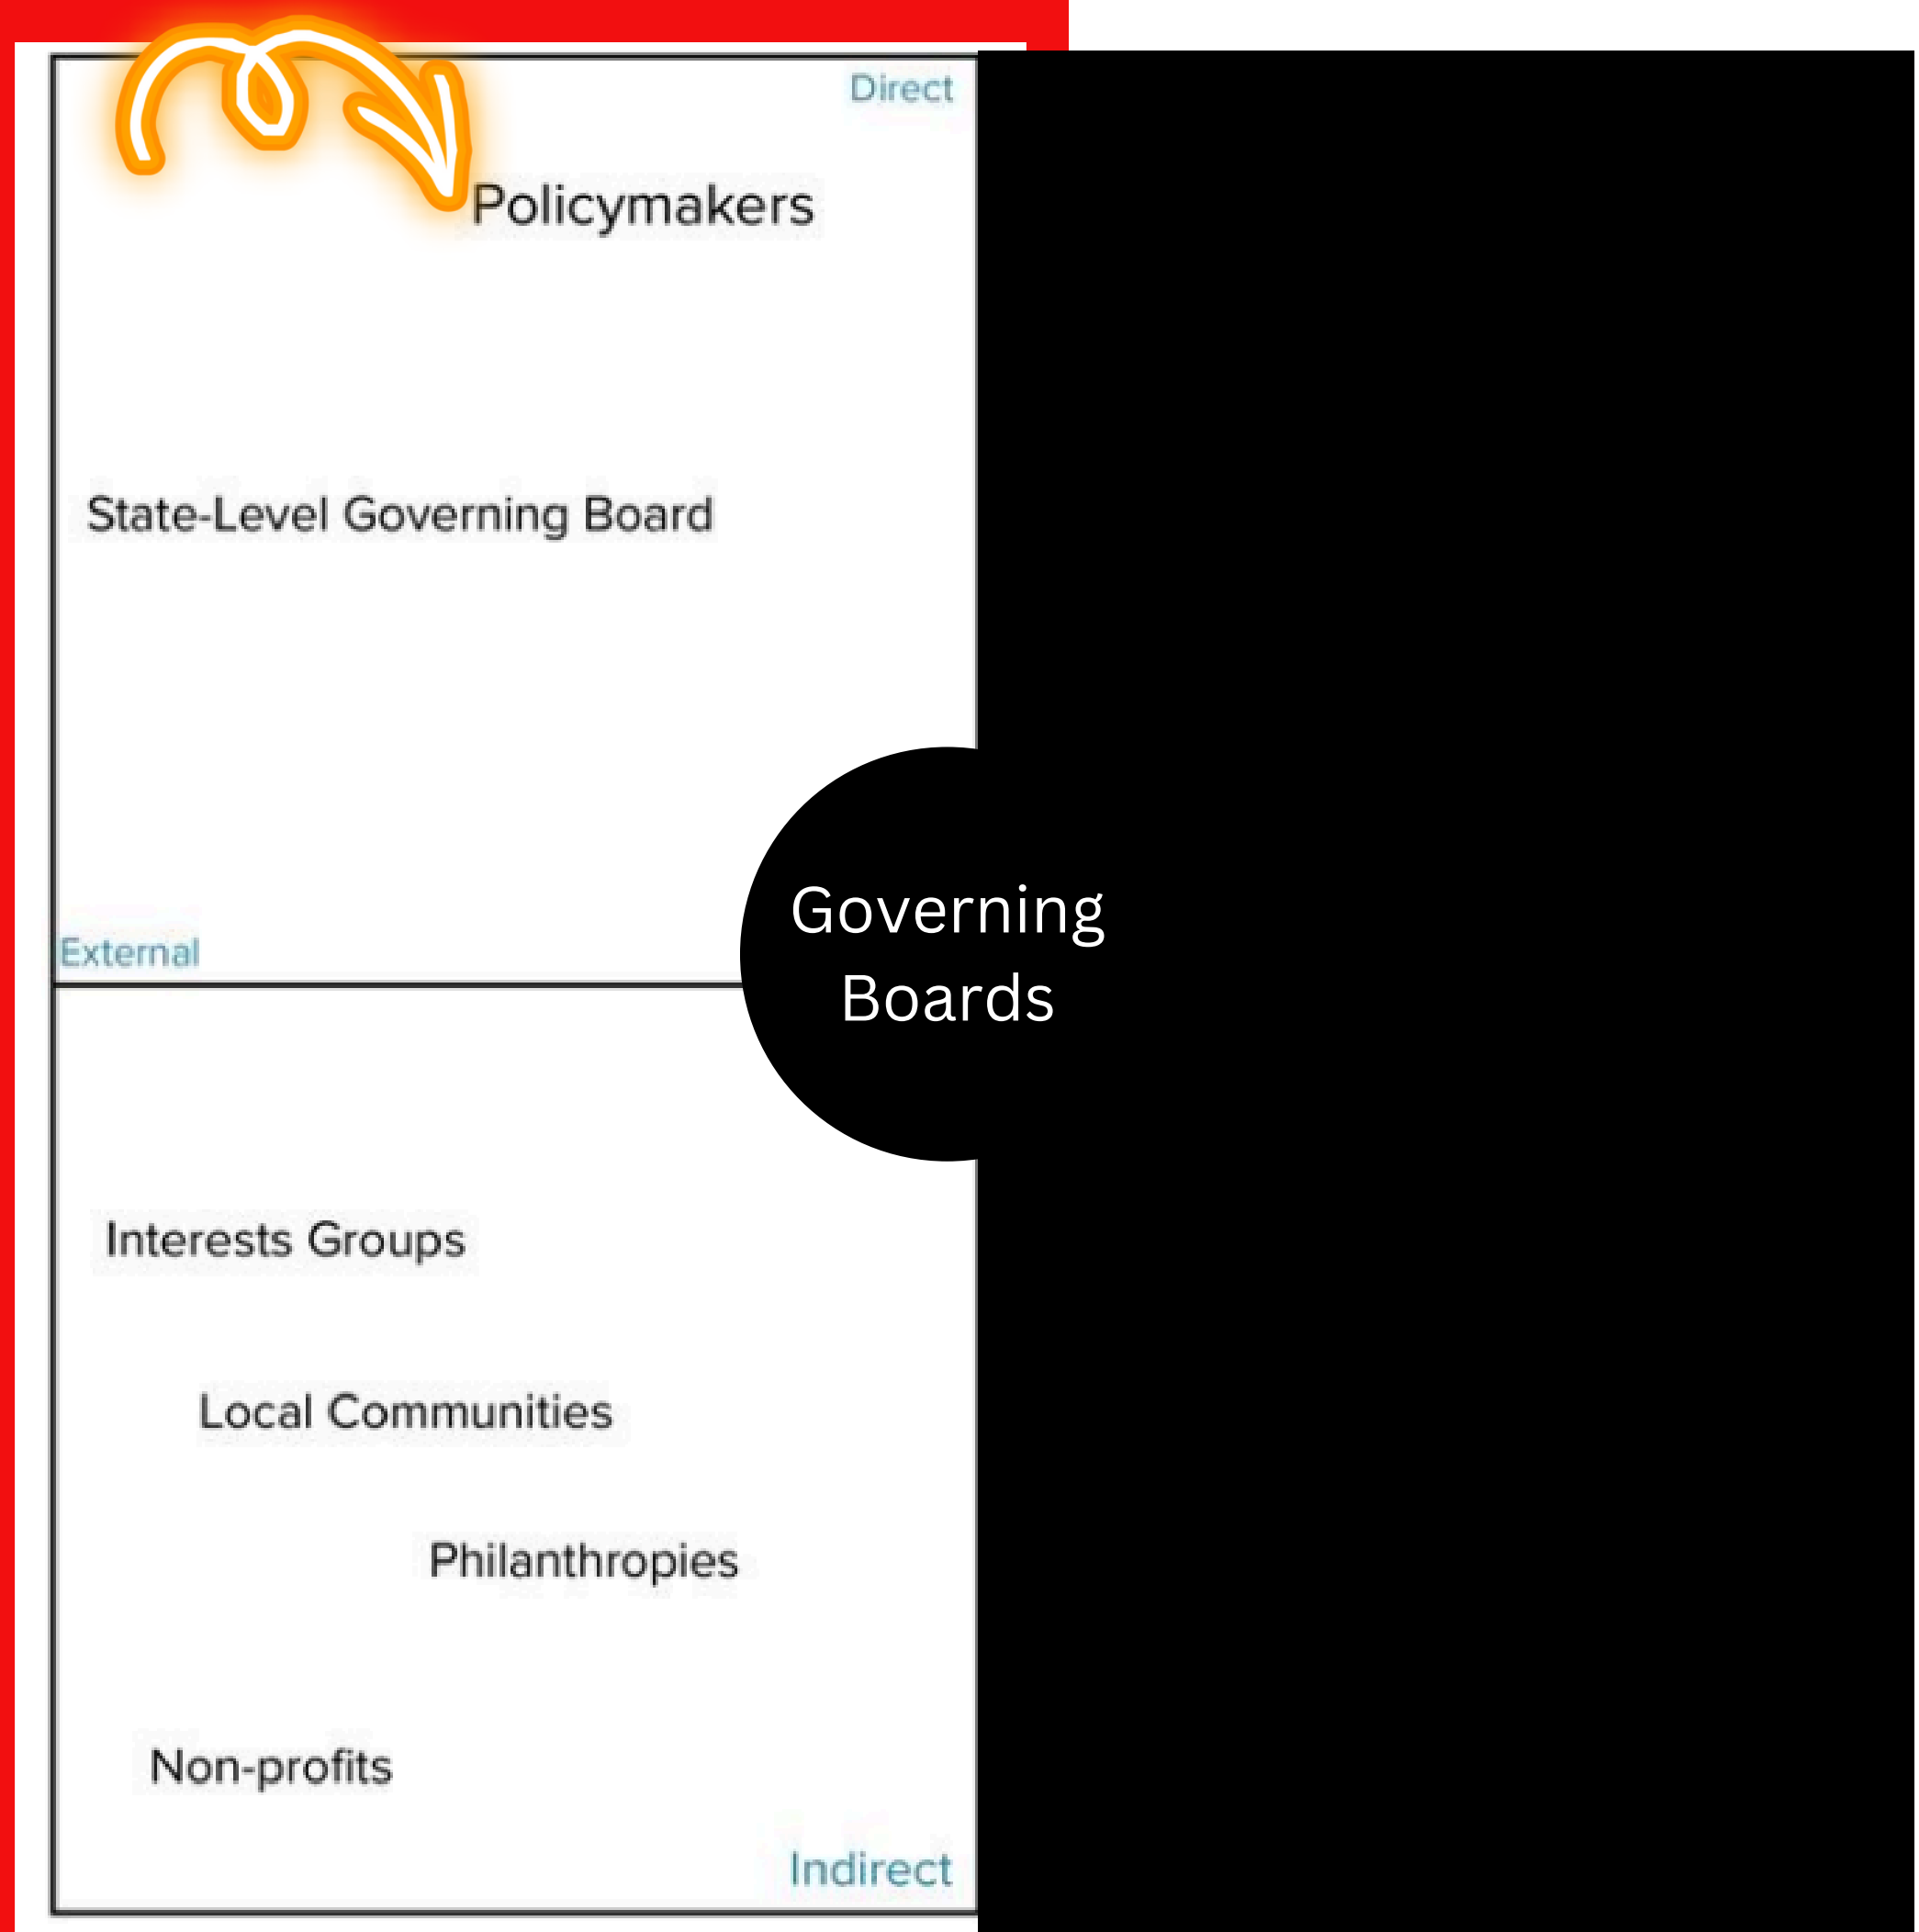 Direct
Policymakers
State-Level Governing Board
External
Governing
Boards
Interests Groups
Local Communities
Philanthropies
Non-profits
Indirect